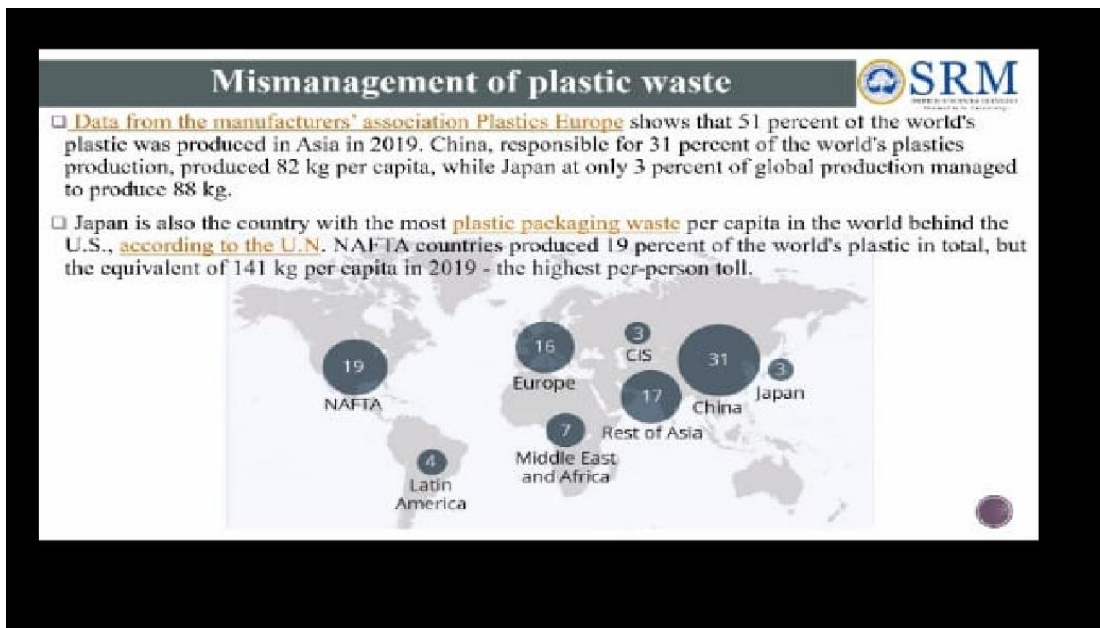 Mismanagement of plastic waste
SRM
Data from the manufacturers' association Plastics Europe shows that 51 percent of the world's
plastic was produced in Asia in 2019. China, responsible for 31 percent of the world's plastics
production, produced 82 kg per capita, while Japan at only 3 percent of global production managed
to produce 88 kg.
Japan is also the country with the most plastic packaging waste per capita in the world behind the
U.S., according to the U.N. NAFTA countries produced 19 percent of the world's plastic in total, but
the equivalent of 141 kg per capita in 2019 - the highest per-person toll.
19
NAFTA
16
Europe
3
CIS
31
China
3
Japan
17
Rest of Asia
7
Middle East
and Africa
4
Latin
America